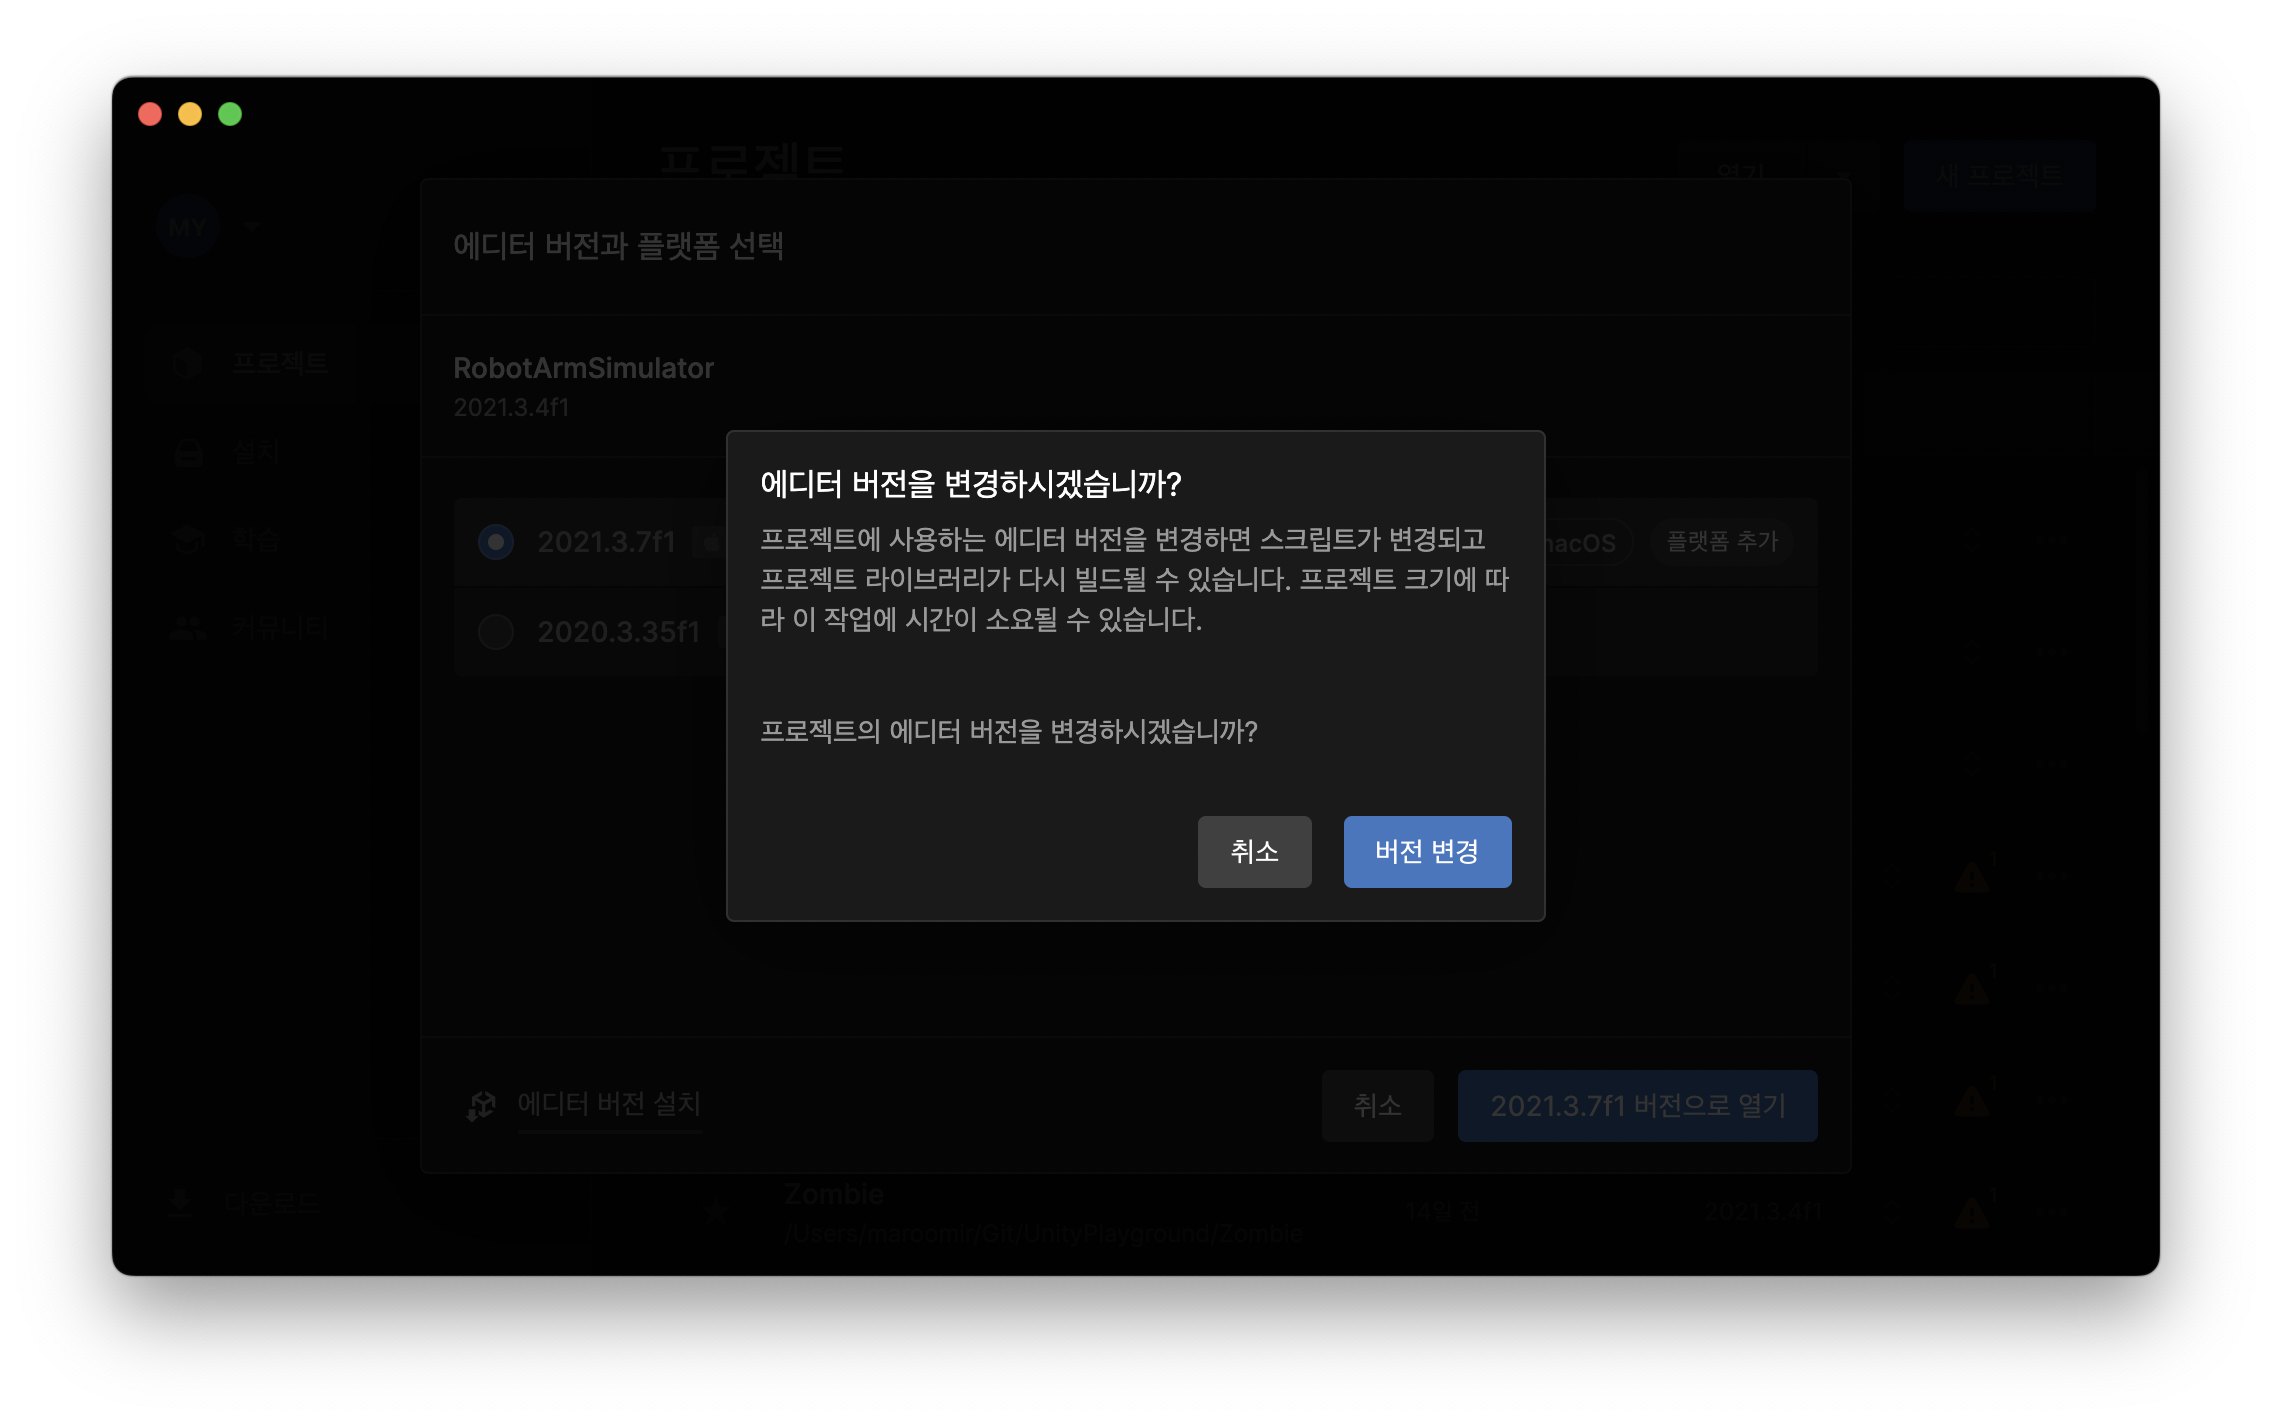 프로젝트
열기
새 프로젝트
MY
에디터 버전과 플랫폼 선택
프로젝트
RobotArmSimulator
2021.3.4f1
설치
에디터 버전을 변경하시겠습니까?
2021.3.7f1
macOS
플랫폼 추가
학습
프로젝트에 사용하는 에디터 버전을 변경하면 스크립트가 변경되고
프로젝트 라이브러리가 다시 빌드될 수 있습니다. 프로젝트 크기에 따
라 이 작업에 시간이 소요될 수 있습니다.
2020.3.35f1
커뮤니티
프로젝트의 에디터 버전을 변경하시겠습니까?
취소
버전 변경
에디터 버전 설치
취소
2021.3.7f1 버전으로 열기
다운로드
Zombie
/Users/maroomir/Git/UnityPlayground/Zombie
14일 전
2021.3.4f1